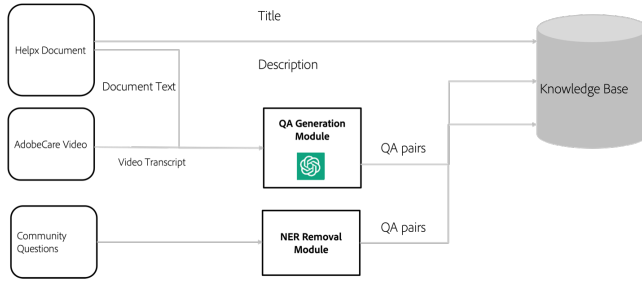 Title
Helpx Document
Description
Document Text
Knowledge Base
QA Generation
Module
AdobeCare Video
QA pairs
Video Transcript
Community
Questions
NER Removal
Module
QA pairs